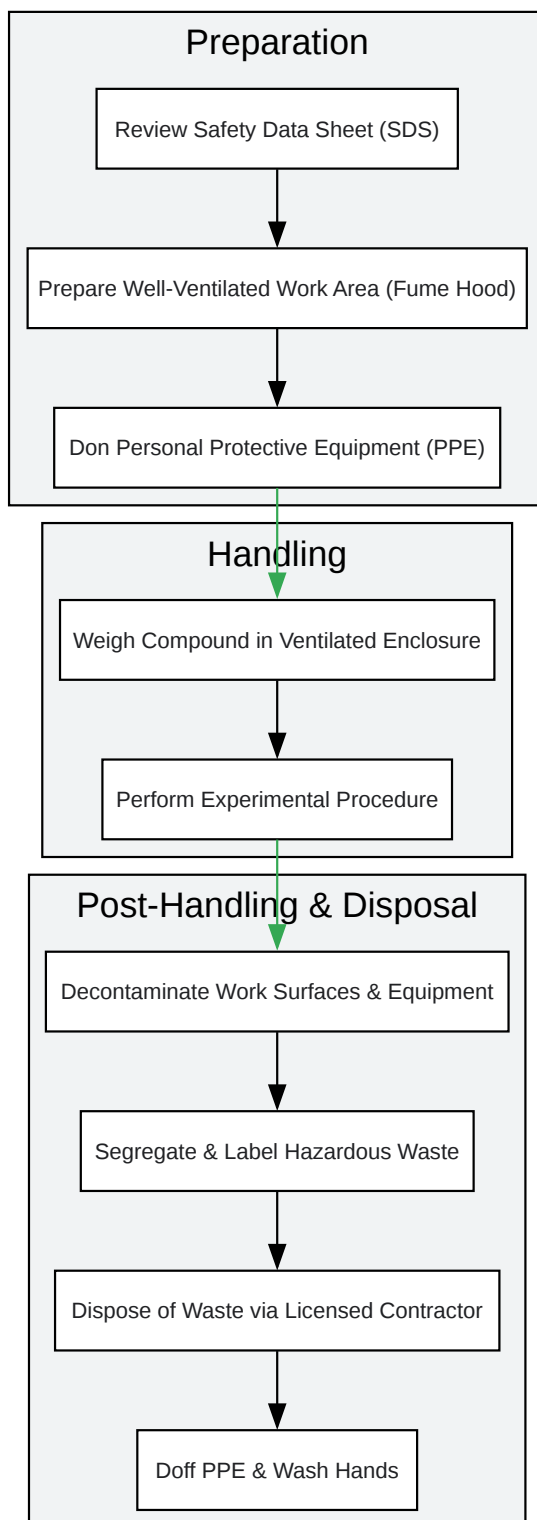 Preparation
Review Safety Data Sheet (SDS)
Prepare Well-Ventilated Work Area (Fume Hood)
Don Personal Protective Equipment (PPE)
Handling
Weigh Compound in Ventilated Enclosure
Perform Experimental Procedure
Post-Handling & Disposal
Decontaminate Work Surfaces & Equipment
Segregate & Label Hazardous Waste
Dispose of Waste via Licensed Contractor
Doff PPE & Wash Hands